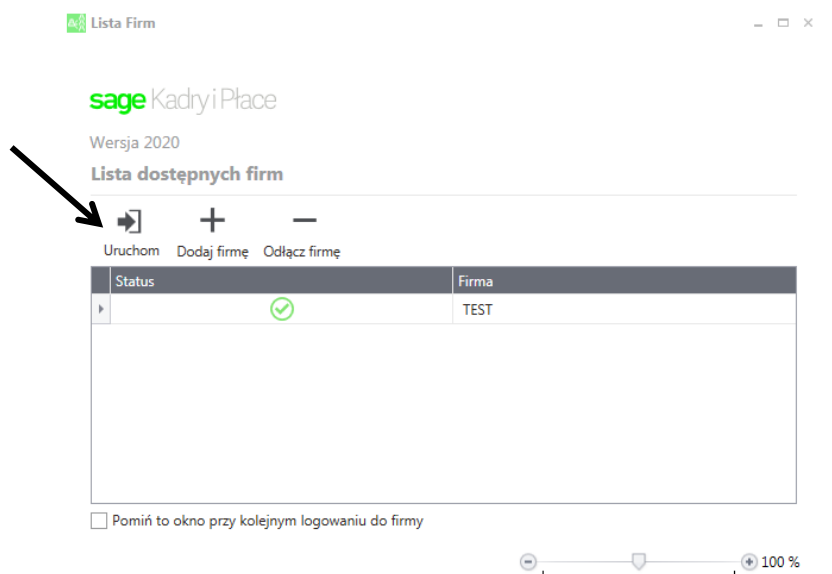 Lista Firm
sage Kadry i Płace
Wersja 2020
Lista dostępnych firm
Uruchom Dodaj firmę Odłącz firmę
Status Firma
TEST
Pomiń to okno przy kolejnym logowaniu do firmy
100 %